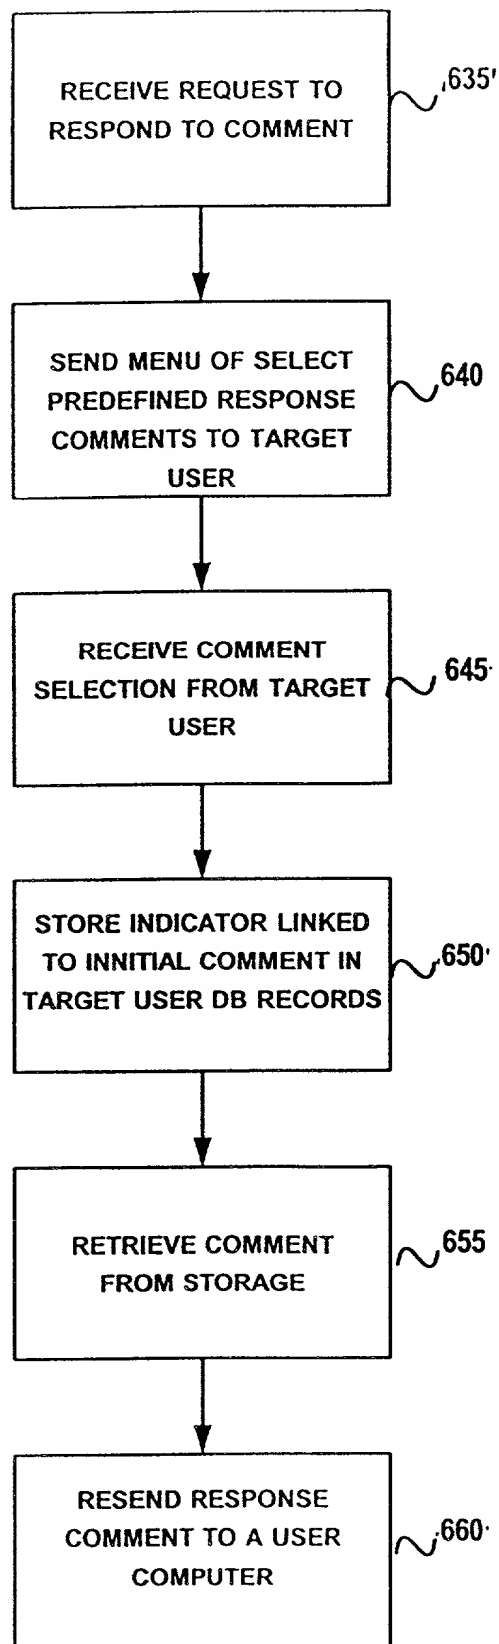 RECEIVE REQUEST TO
RESPOND TO COMMENT
635'
SEND MENU OF SELECT
PREDEFINED RESPONSE
COMMENTS TO TARGET
USER
640
RECEIVE COMMENT
SELECTION FROM TARGET
USER
645
STORE INDICATOR LINKED
TO INNITIAL COMMENT IN
TARGET USER DB RECORDS
650'
RETRIEVE COMMENT
FROM STORAGE
655
RESEND RESPONSE
COMMENT TO A USER
COMPUTER
660